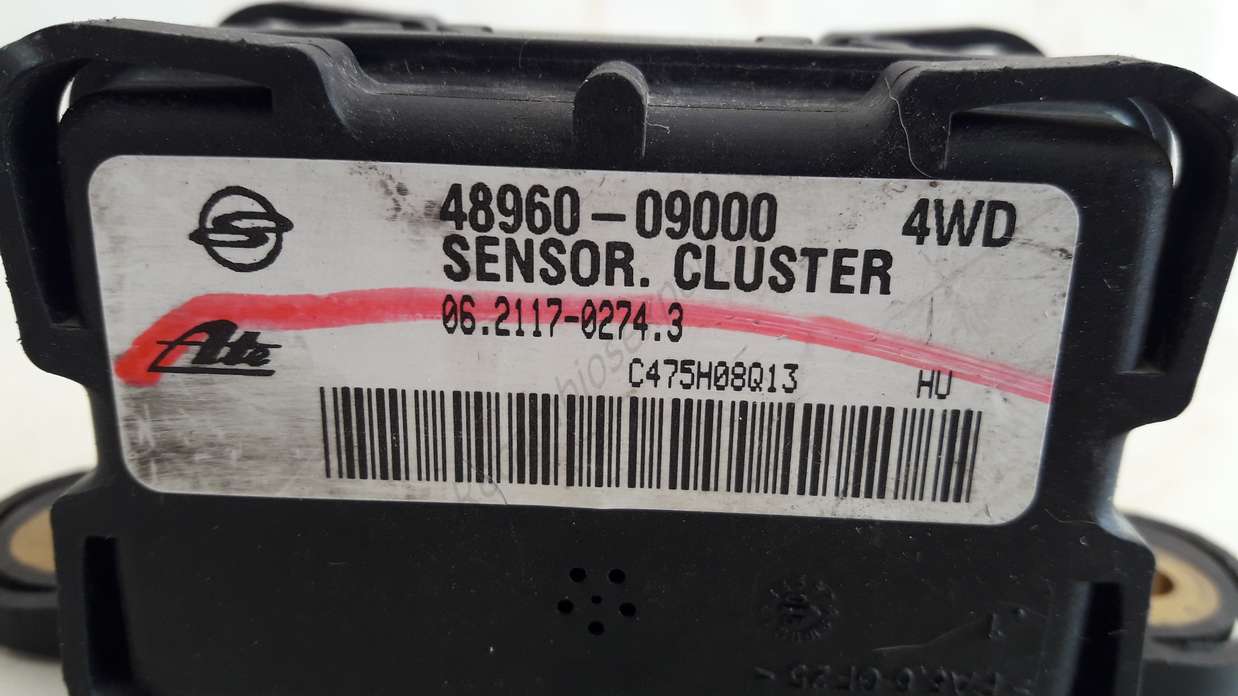 48960-09000 4WD
SENSOR. CLUSTER
06.2117-0274.3
Ate
C475H08Q13 HU